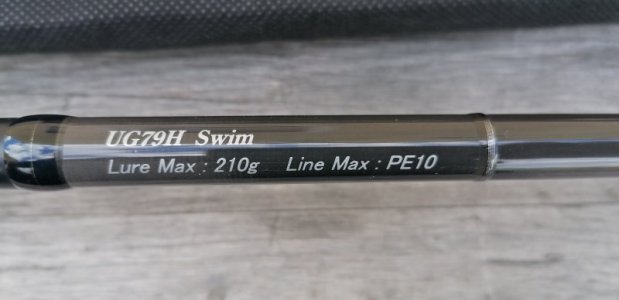 UG79H Swim
Lure Max : 210g Line Max : PE10